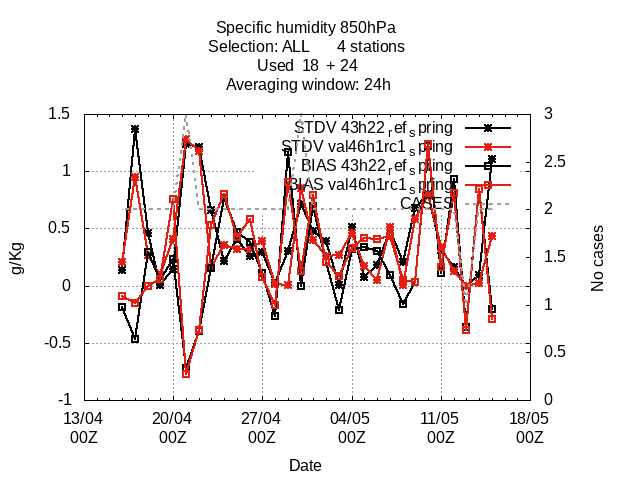 Specific humidity 850hPa
Selection: ALL 4 stations
Used 18 + 24
Averaging window: 24h
STDV 43h22_ref_spring
STDV val46h1rc1_spring
BIAS 43h22_ref_spring
BIAS val46h1rc1_spring
CASES
g/Kg
1.5
1
0.5
0
-0.5
-1
No cases
3
2.5
2
1.5
1
0.5
0
13/04 20/04 27/04 04/05 11/05 18/05
00Z 00Z 00Z 00Z 00Z 00Z
Date